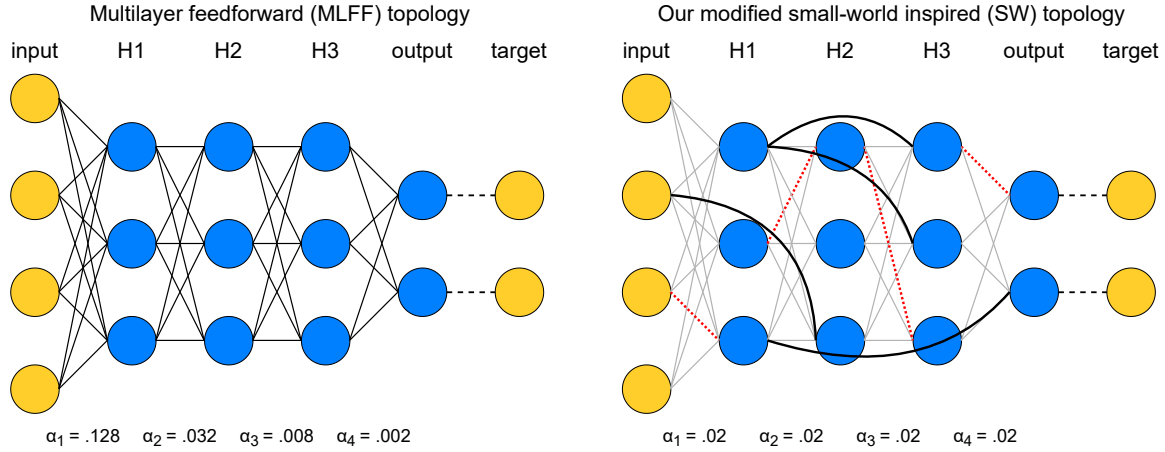 Multilayer feedforward (MLFF) topology
input H1 H2 H3 output target
α₁ = .128 α₂ = .032 α₃ = .008 α₄ = .002
Our modified small-world inspired (SW) topology
input H1 H2 H3 output target
α₁ = .02 α₂ = .02 α₃ = .02 α₄ = .02